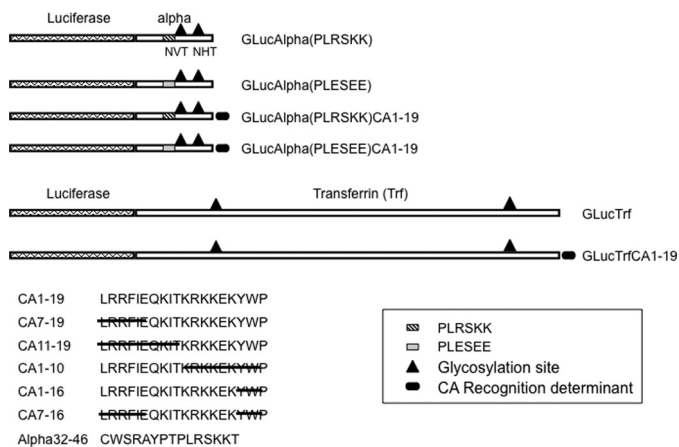 Luciferase alpha
GLucAlpha(PLRSKK)
NVT NHT
GLucAlpha(PLESEE)
GLucAlpha(PLRSKK)CA1-19
GLucAlpha(PLESEE)CA1-19
Luciferase Transferrin (Trf)
GLucTrf
GLucTrfCA1-19
CA1-19 LRRFIEQKITKRKKEKYWP
CA7-19 LRRFIEQKITKRKKEKYWP
CA11-19 LRRFIEQKITKRKKEKYWP
CA1-10 LRRFIEQKITKRKKEKYWP
CA1-16 LRRFIEQKITKRKKEKYWP
CA7-16 LRRFIEQKITKRKKEKYWP
Alpha32-46 CWSRAYPTPLRSKKT
PLRSKK
PLESEE
Glycosylation site
CA Recognition determinant